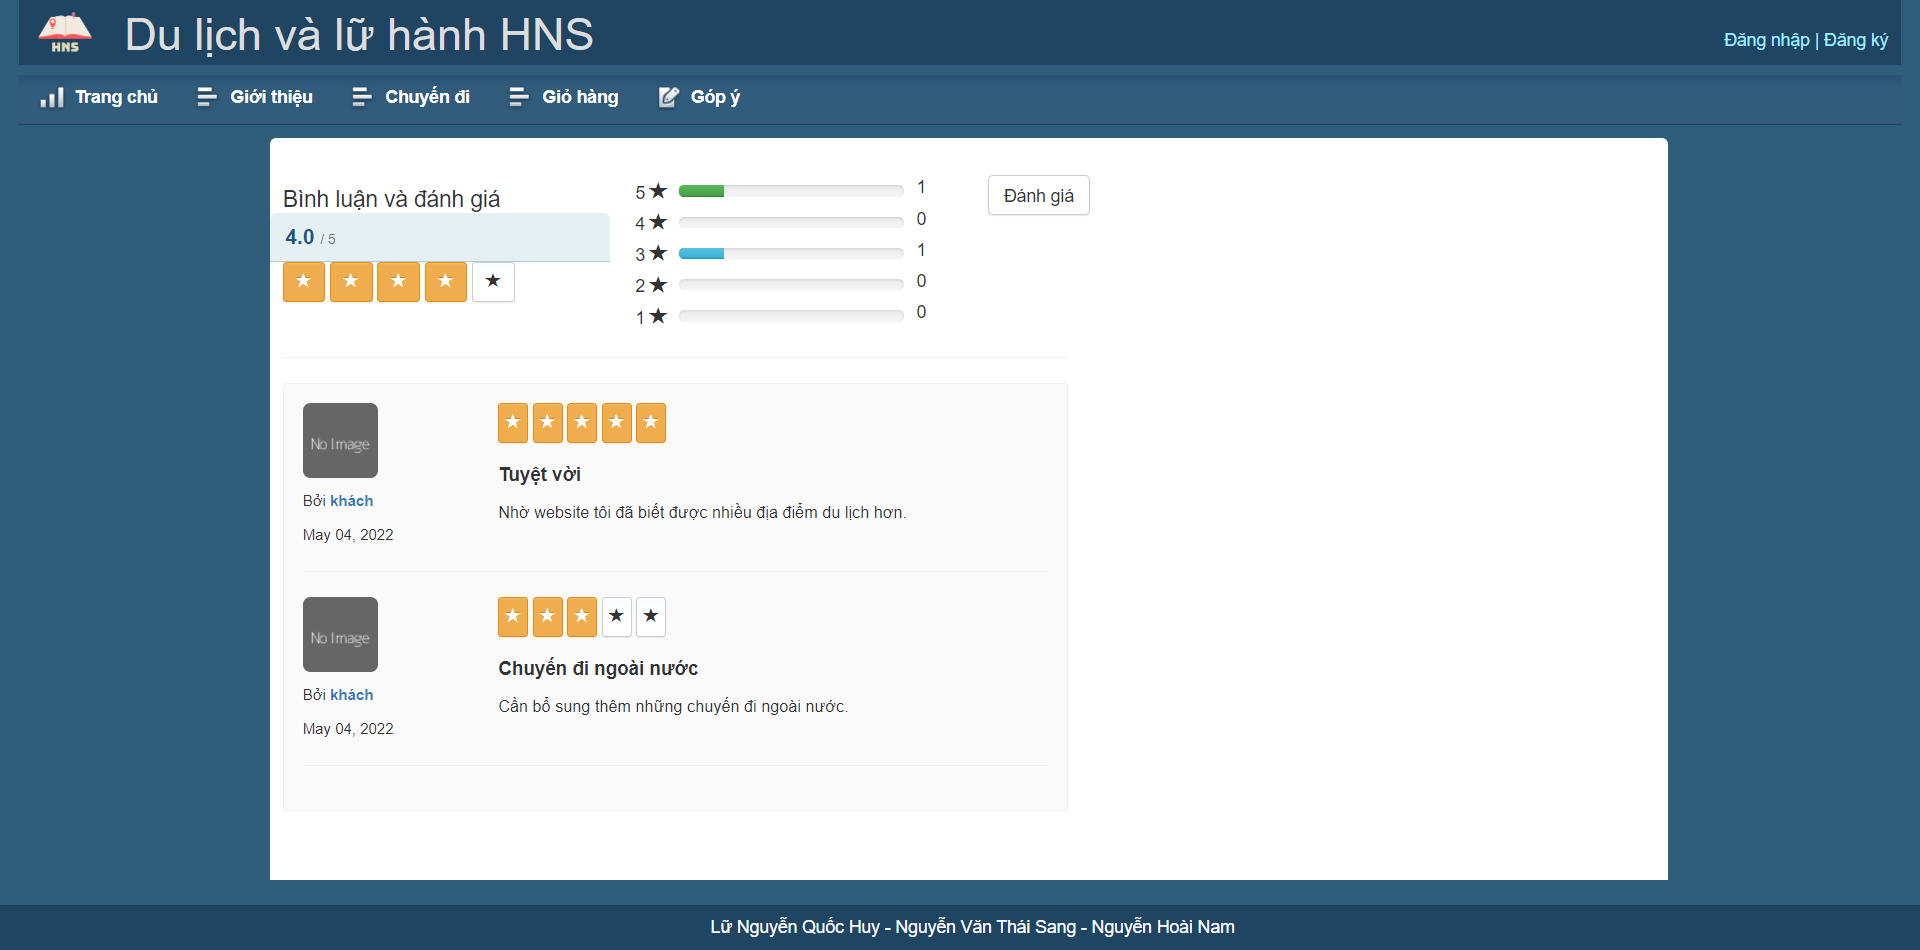 HNS
Du lịch và lữ hành HNS
Đăng nhập | Đăng ký
Trang chủ
Giới thiệu
Chuyến đi
Giỏ hàng
Góp ý
Bình luận và đánh giá
4.0 / 5
5 ★ 1
4 ★ 0
3 ★ 1
2 ★ 0
1 ★ 0
Đánh giá
No Image
Bởi khách
May 04, 2022
Tuyệt vời
Nhờ website tôi đã biết được nhiều địa điểm du lịch hơn.
No Image
Bởi khách
May 04, 2022
Chuyến đi ngoài nước
Cần bổ sung thêm những chuyến đi ngoài nước.
Lữ Nguyễn Quốc Huy - Nguyễn Văn Thái Sang - Nguyễn Hoài Nam